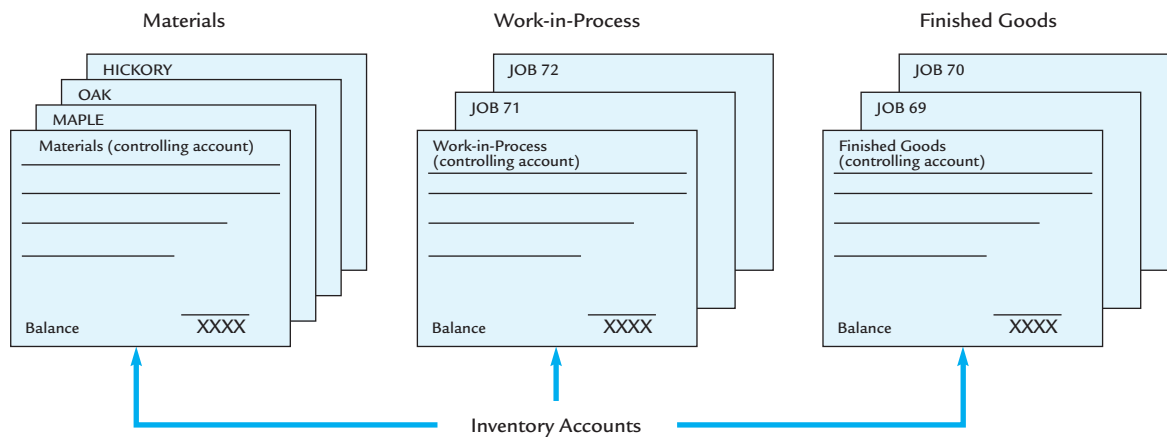 Materials
Work-in-Process
Finished Goods
HICKORY
OAK
MAPLE
Materials (controlling account)
Balance
XXXX
JOB 72
JOB 71
Work-in-Process
(controlling account)
Balance
XXXX
JOB 70
JOB 69
Finished Goods
(controlling account)
Balance
XXXX
Inventory Accounts